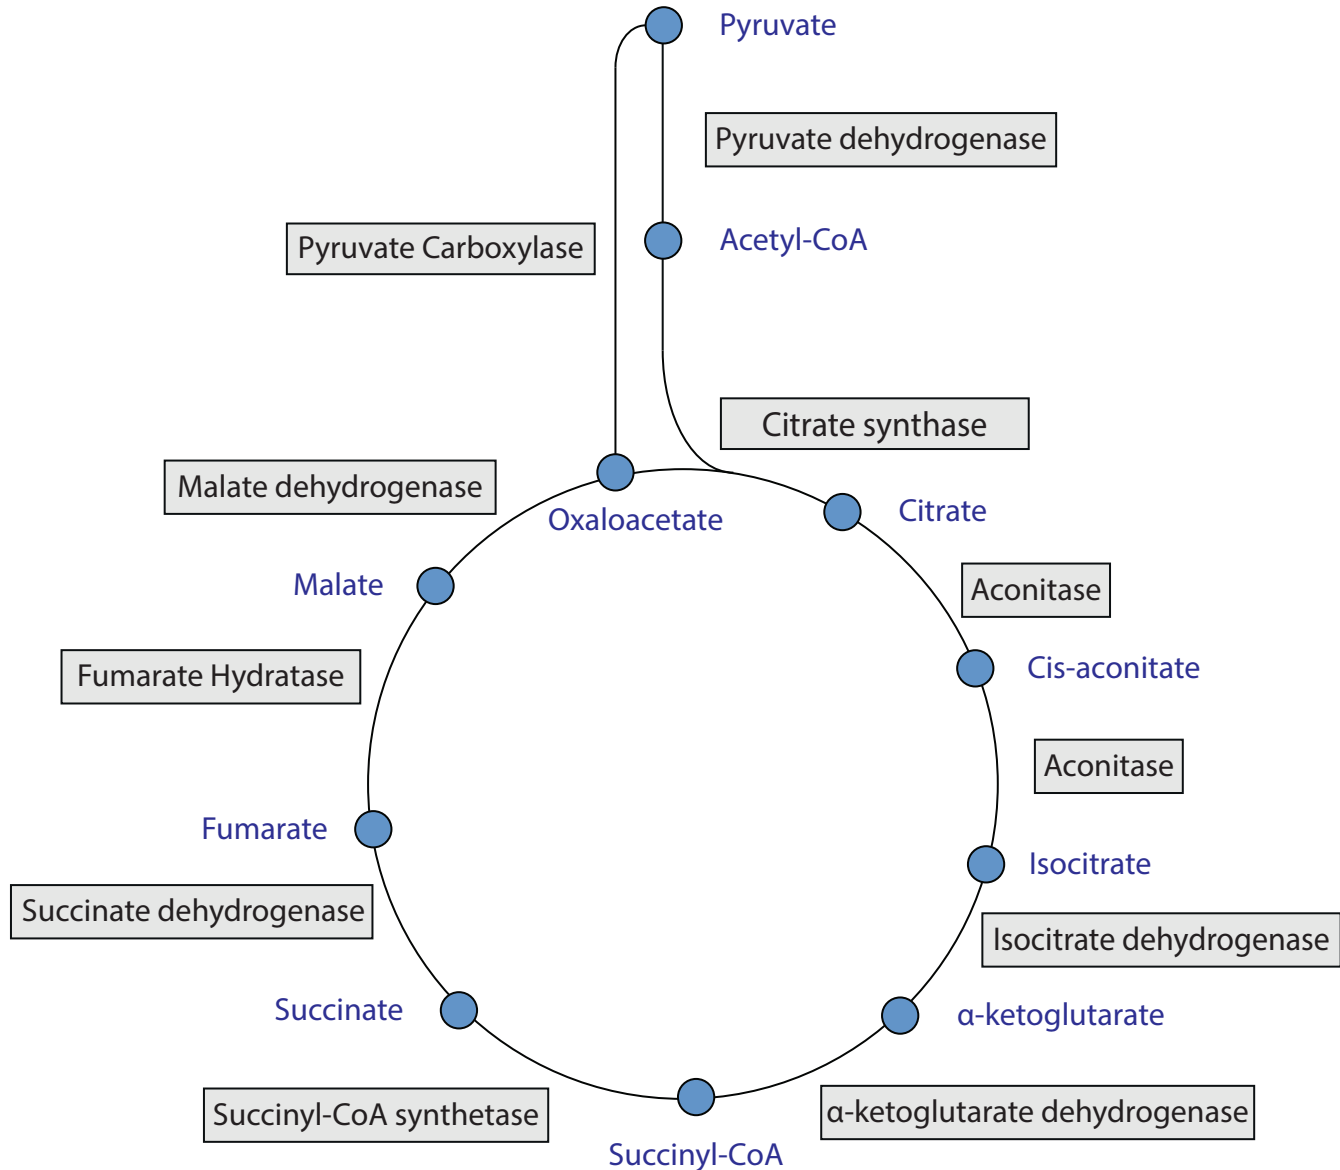 Pyruvate
Pyruvate dehydrogenase
Pyruvate Carboxylase
Acetyl-CoA
Citrate synthase
Malate dehydrogenase
Oxaloacetate
Citrate
Malate
Aconitase
Fumarate Hydratase
Cis-aconitate
Aconitase
Fumarate
Isocitrate
Succinate dehydrogenase
Isocitrate dehydrogenase
Succinate
α-ketoglutarate
Succinyl-CoA synthetase
α-ketoglutarate dehydrogenase
Succinyl-CoA